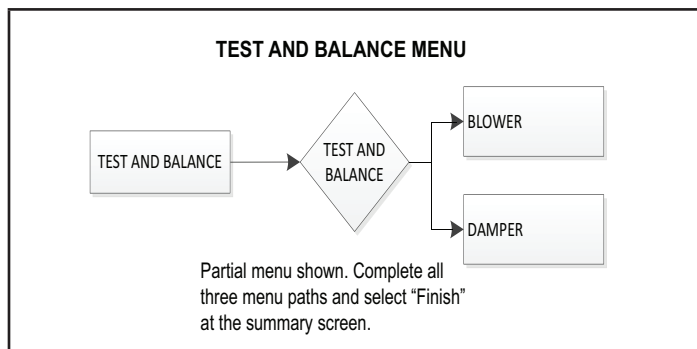 TEST AND BALANCE MENU
TEST AND BALANCE
TEST AND
BALANCE
BLOWER
DAMPER
Partial menu shown. Complete all
three menu paths and select “Finish”
at the summary screen.